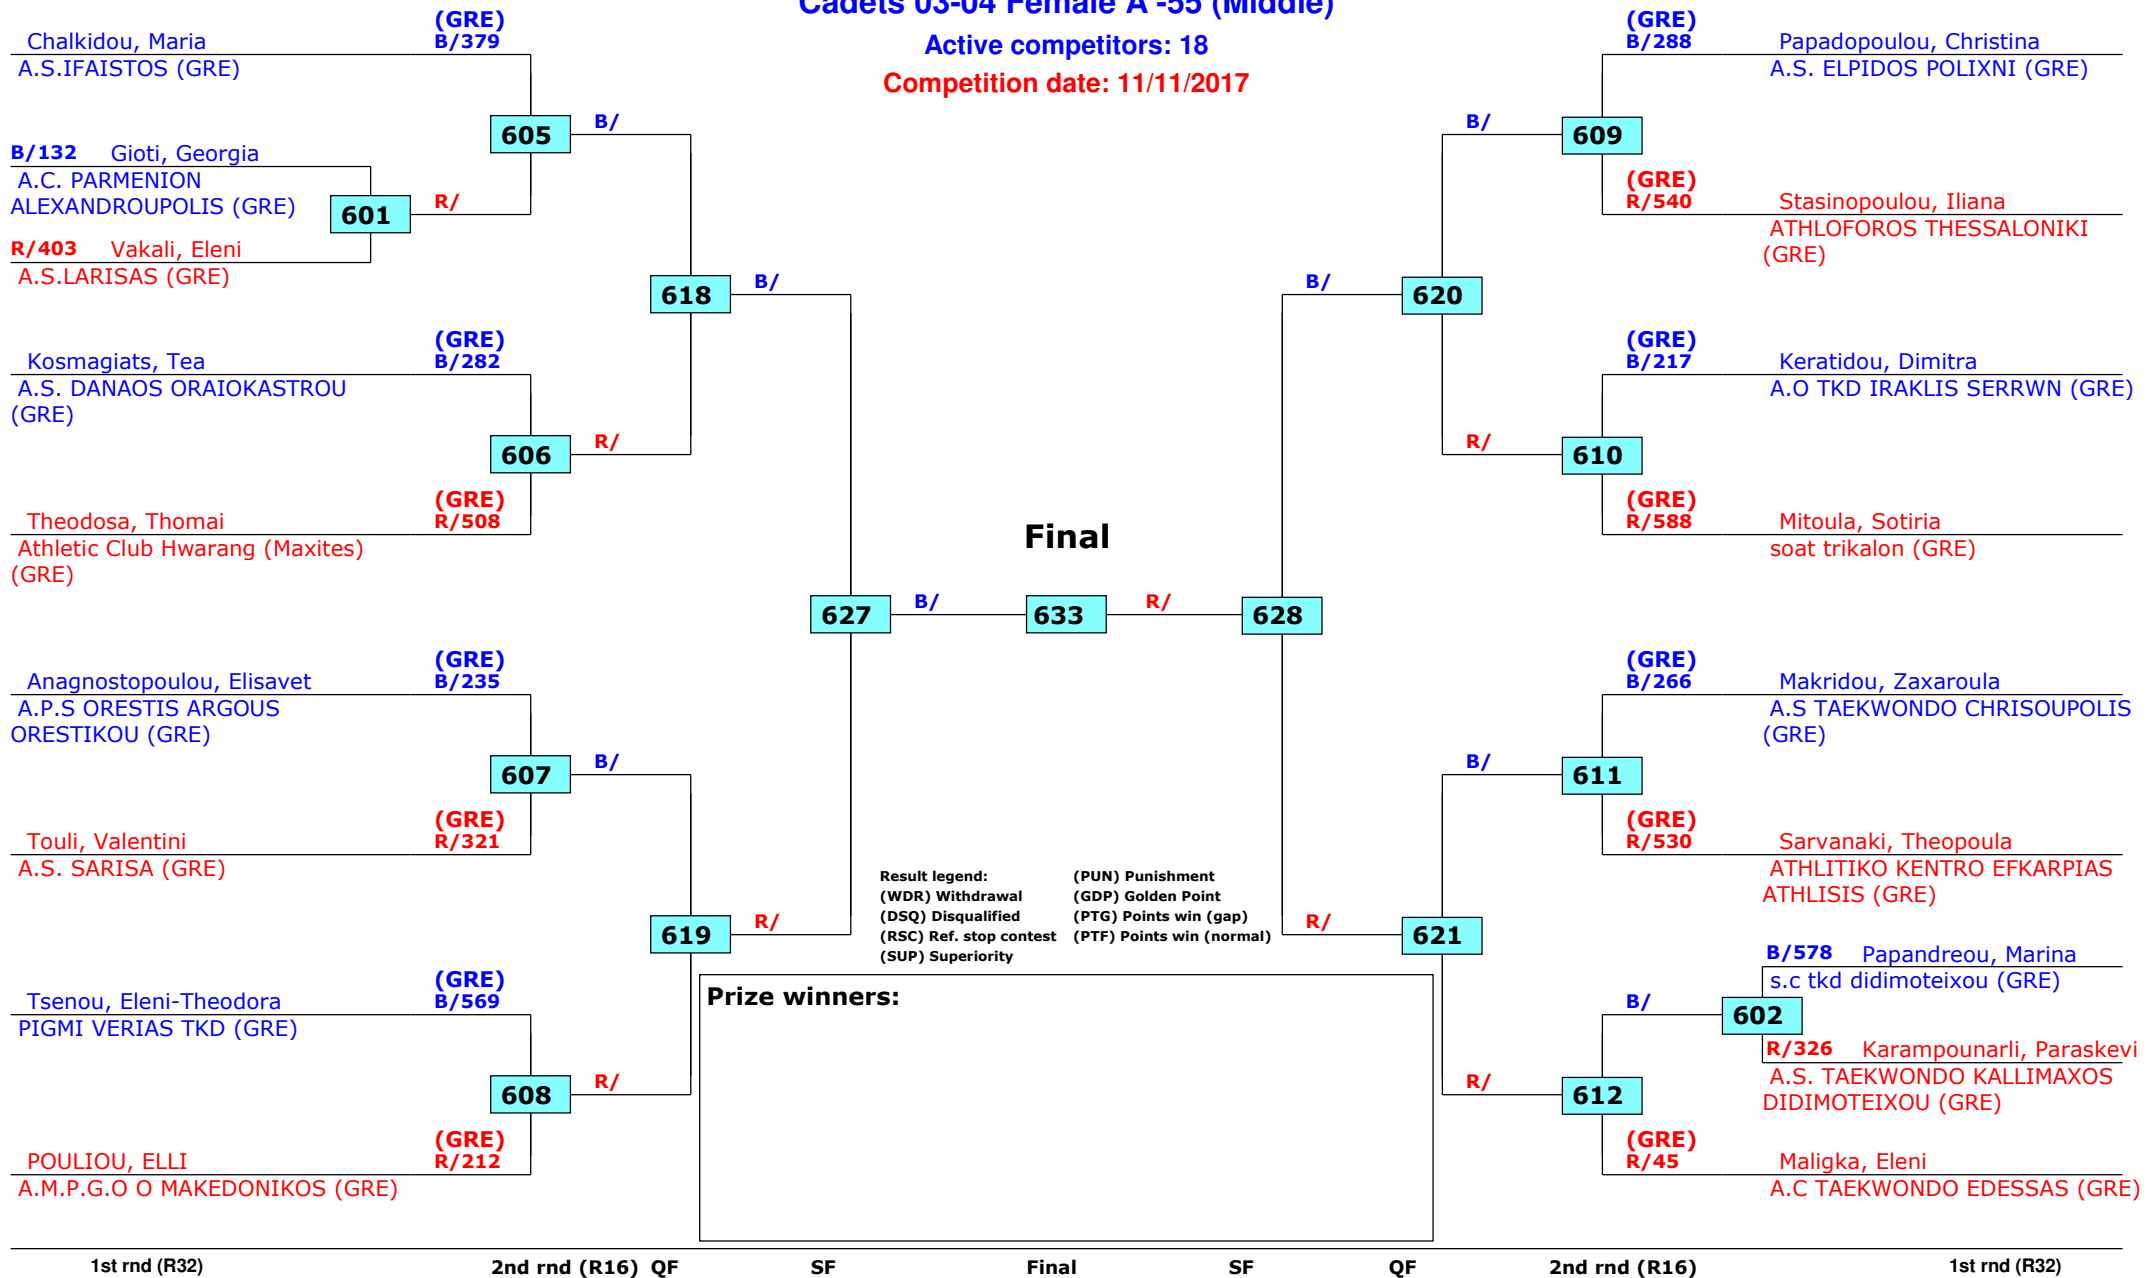 Cadets 03-04 Female A -55 (Middle)
Active competitors: 18
Competition date: 11/11/2017
(GRE)
Chalkidou, Maria B/379
A.S.IFAISTOS (GRE)
605
B/
B/132 Gioti, Georgia
A.C. PARMENION
ALEXANDROUPOLIS (GRE)
601
R/
R/403 Vakali, Eleni
A.S.LARISAS (GRE)
618
B/
(GRE)
Kosmagiats, Tea B/282
A.S. DANAOS ORAIOKASTROU
(GRE)
606
R/
(GRE)
Theodosa, Thomai R/508
Athletic Club Hwarang (Maxites)
(GRE)
627
B/
(GRE)
Anagnostopoulou, Elisavet B/235
A.P.S ORESTIS ARGOUS
ORESTIKOU (GRE)
607
B/
(GRE)
Touli, Valentini R/321
A.S. SARISA (GRE)
619
R/
(GRE)
Tsenou, Eleni-Theodora B/569
PIGMI VERIAS TKD (GRE)
608
R/
(GRE)
POULIOU, ELLI R/212
A.M.P.G.O O MAKEDONIKOS (GRE)
Final
633
R/
628
(GRE)
B/288 Papadopoulou, Christina
A.S. ELPIDOS POLIXNI (GRE)
B/
609
(GRE)
R/540 Stasinopoulou, Iliana
ATHLOFOROS THESSALONIKI
(GRE)
B/
620
(GRE)
B/217 Keratidou, Dimitra
A.O TKD IRAKLIS SERRWN (GRE)
R/
610
(GRE)
R/588 Mitoula, Sotiria
soat trikalon (GRE)
(GRE)
B/266 Makridou, Zaxaroula
A.S TAEKWONDO CHRISOUPOLIS
(GRE)
B/
611
(GRE)
R/530 Sarvanaki, Theopoula
ATHLITIKO KENTRO EFKARPIAS
ATHLISIS (GRE)
R/
621
B/578 Papandreou, Marina
s.c tkd didimoteixou (GRE)
B/
602
R/326 Karampounarli, Paraskevi
A.S. TAEKWONDO KALLIMAXOS
DIDIMOTEIXOU (GRE)
R/
612
(GRE)
R/45 Maligka, Eleni
A.C TAEKWONDO EDESSAS (GRE)
Result legend: (PUN) Punishment
(WDR) Withdrawal (GDP) Golden Point
(DSQ) Disqualified (PTG) Points win (gap)
(RSC) Ref. stop contest (PTF) Points win (normal)
(SUP) Superiority
Prize winners:
1st rnd (R32) 2nd rnd (R16) QF SF Final SF QF 2nd rnd (R16) 1st rnd (R32)